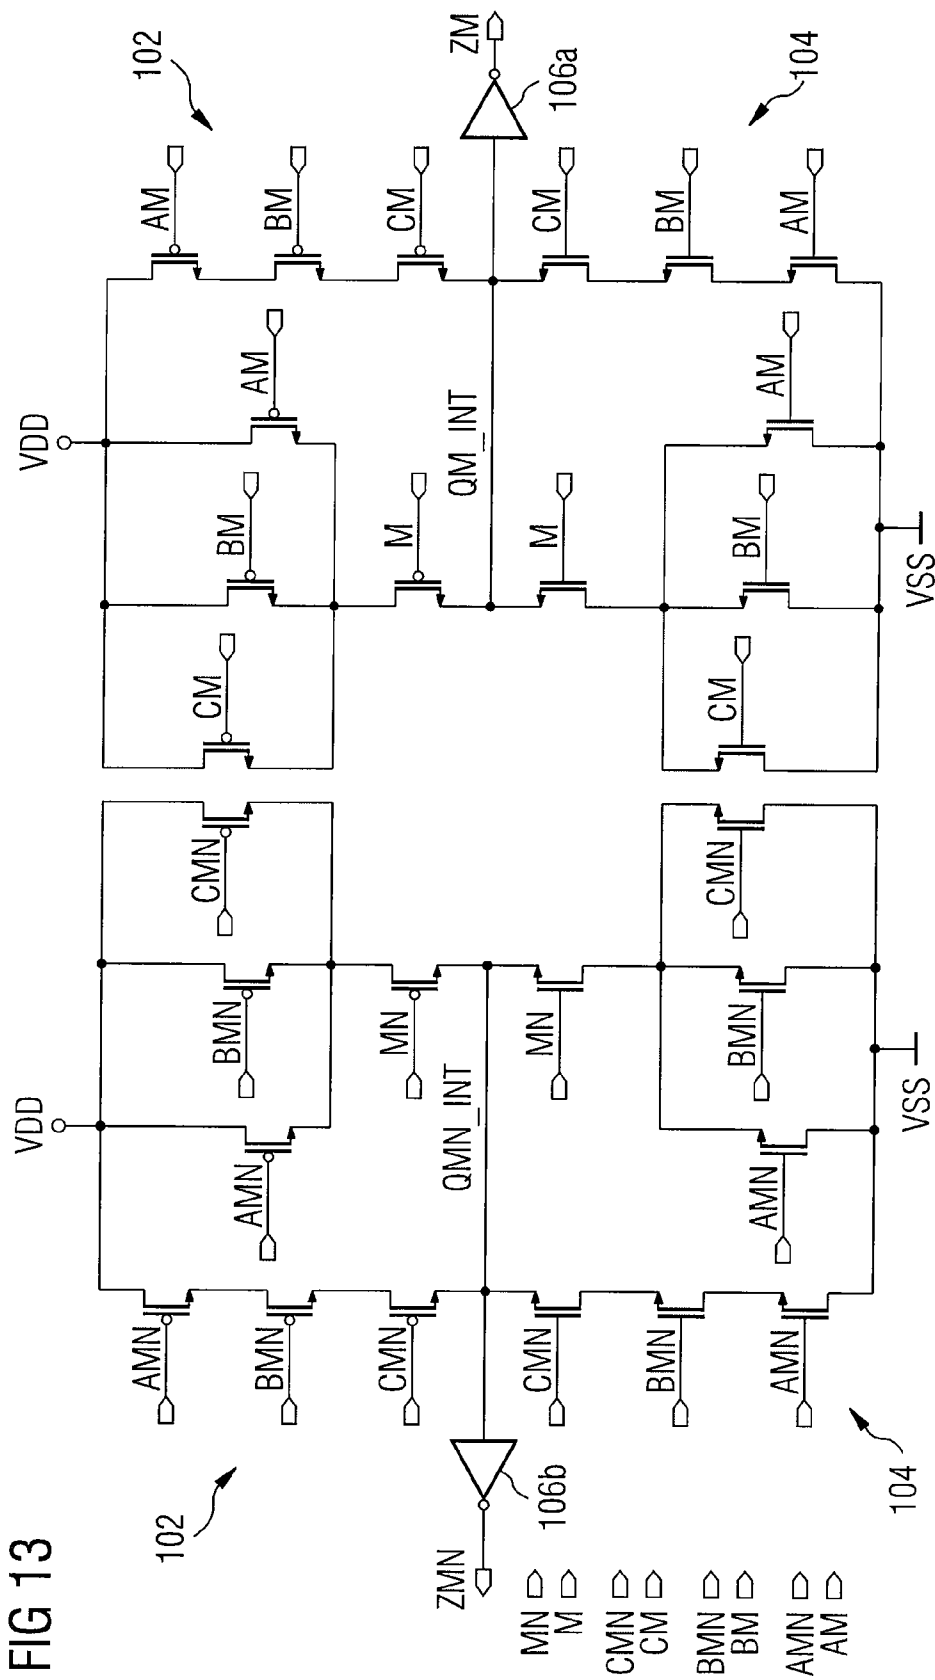 FIG 13
VDD
VDD
102
102
AMN
AM
CMN
CM
BMN
BM
AMN
AM
BMN
BM
CMN
MN
M
CM
ZMN
QMN_INT
QM_INT
ZM
106b
106a
MN
M
CMN
MN
M
CM
CMN
CM
BMN
BM
BMN
BM
CMN
CM
BMN
BM
AMN
AM
AMN
AM
AMN
AM
104
104
VSS
VSS